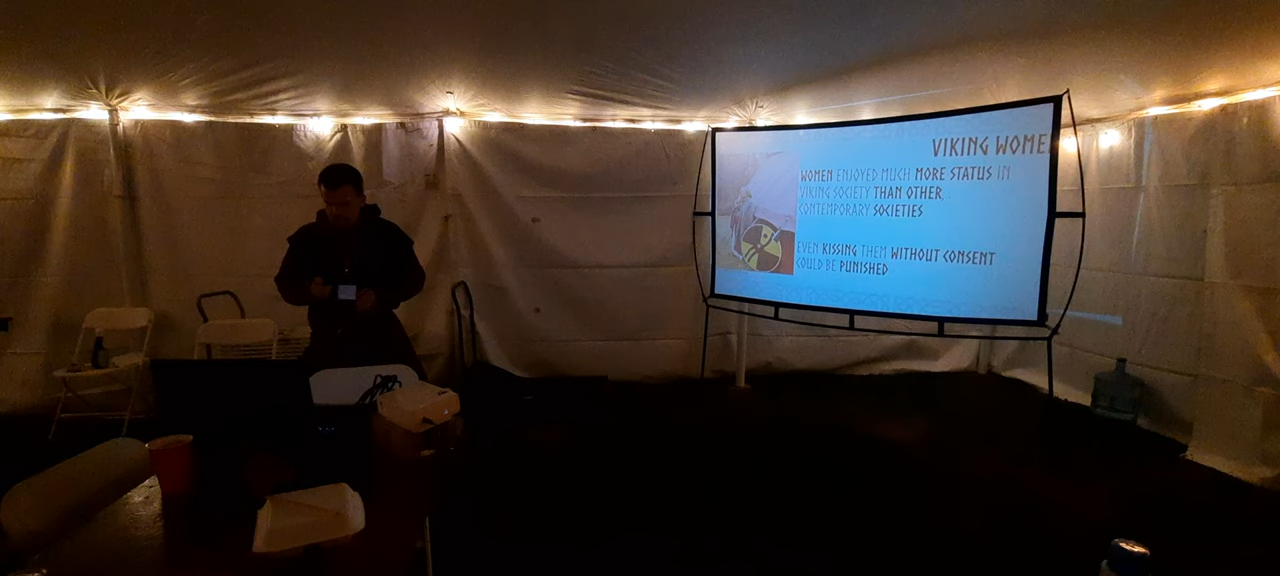 VIKING WOME
WOMEN ENJOYED MUCH MORE STATUS IN
VIKING SOCIETY THAN OTHER,
CONTEMPORARY SOCIETIES
EVEN KISSING THEM WITHOUT CONSENT
COULD BE PUNISHED